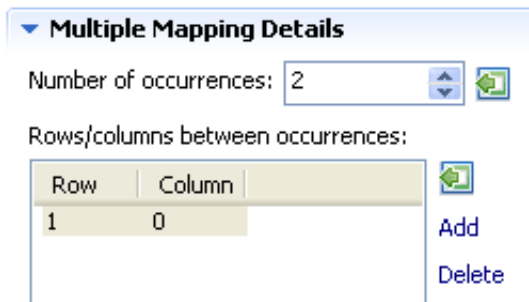 Multiple Mapping Details
Number of occurrences: 2
Rows/columns between occurrences:
Row Column
1 0
Add
Delete